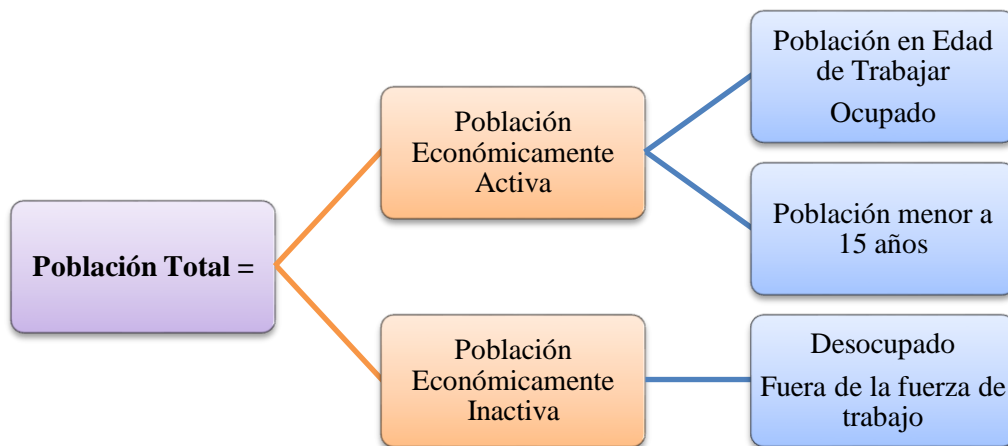 Población Total =
Población
Económicamente
Activa
Población en Edad
de Trabajar
Ocupado
Población menor a
15 años
Población
Económicamente
Inactiva
Desocupado
Fuera de la fuerza de
trabajo